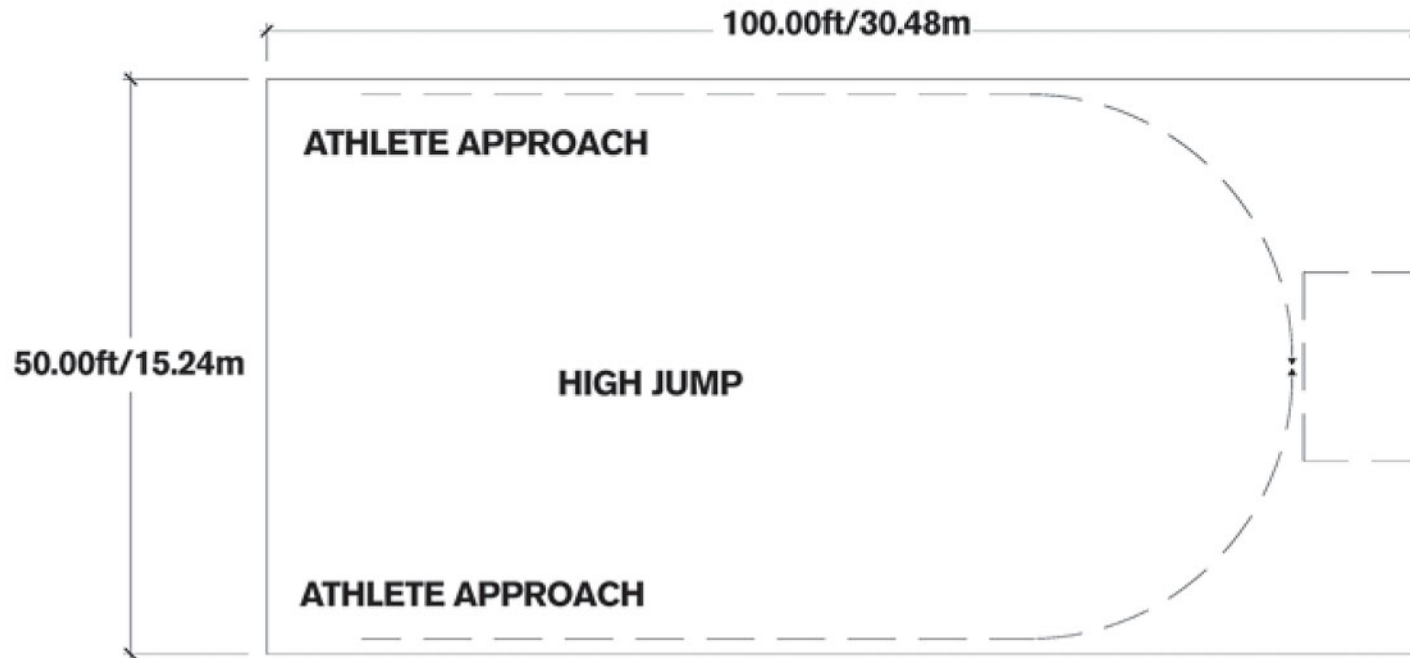 100.00ft/30.48m
ATHLETE APPROACH
50.00ft/15.24m
HIGH JUMP
ATHLETE APPROACH